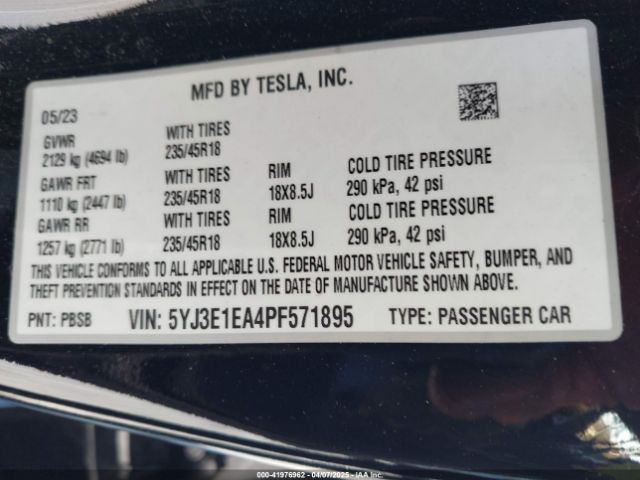 MFD BY TESLA, INC.
05/23
GVWR
2129 kg (4694 lb)
WITH TIRES
235/45R18
GAWR FRT
1110 kg (2447 lb)
WITH TIRES
235/45R18
RIM
18X8.5J
COLD TIRE PRESSURE
290 kPa, 42 psi
GAWR RR
1257 kg (2771 lb)
WITH TIRES
235/45R18
RIM
18X8.5J
COLD TIRE PRESSURE
290 kPa, 42 psi
THIS VEHICLE CONFORMS TO ALL APPLICABLE U.S. FEDERAL MOTOR VEHICLE SAFETY, BUMPER, AND
THEFT PREVENTION STANDARDS IN EFFECT ON THE DATE OF MANUFACTURE SHOWN ABOVE.
PNT: PBSB VIN: 5YJ3E1EA4PF571895 TYPE: PASSENGER CAR
000-41976962 - 04/07/2025 - IAA Inc.